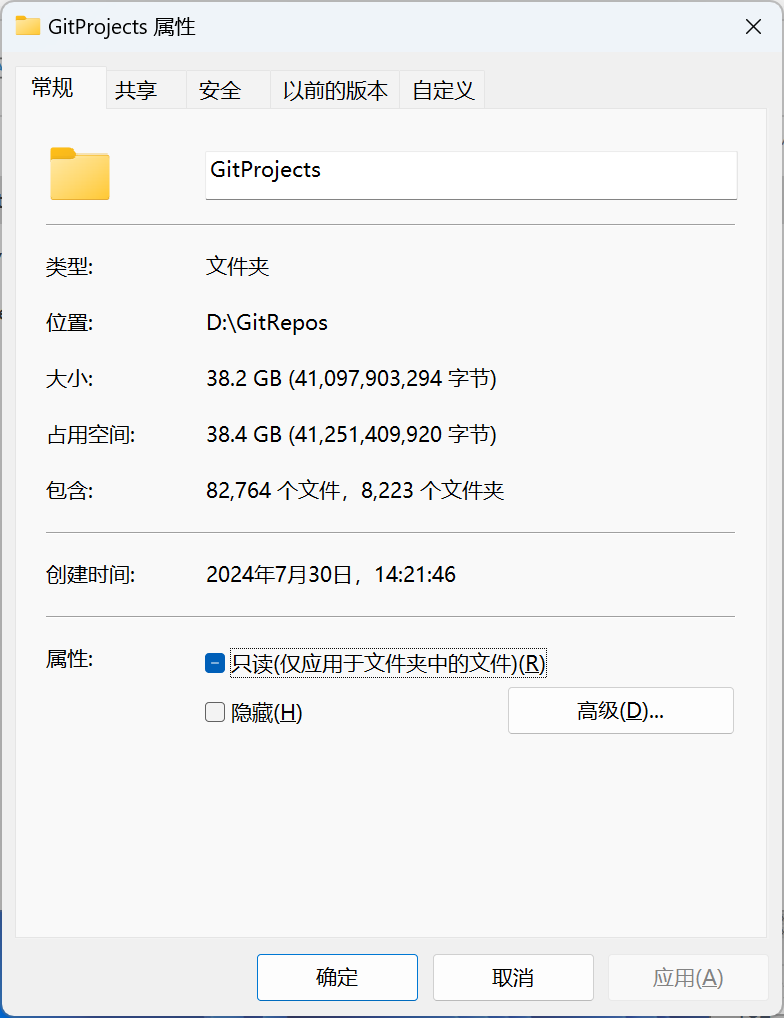 GitProjects 属性
常规 共享 安全 以前的版本 自定义
GitProjects
类型: 文件夹
位置: D:\GitRepos
大小: 38.2 GB (41,097,903,294 字节)
占用空间: 38.4 GB (41,251,409,920 字节)
包含: 82,764 个文件，8,223 个文件夹
创建时间: 2024年7月30日，14:21:46
属性: 只读(仅应用于文件夹中的文件)(R)
隐藏(H) 高级(D)...
确定 取消 应用(A)